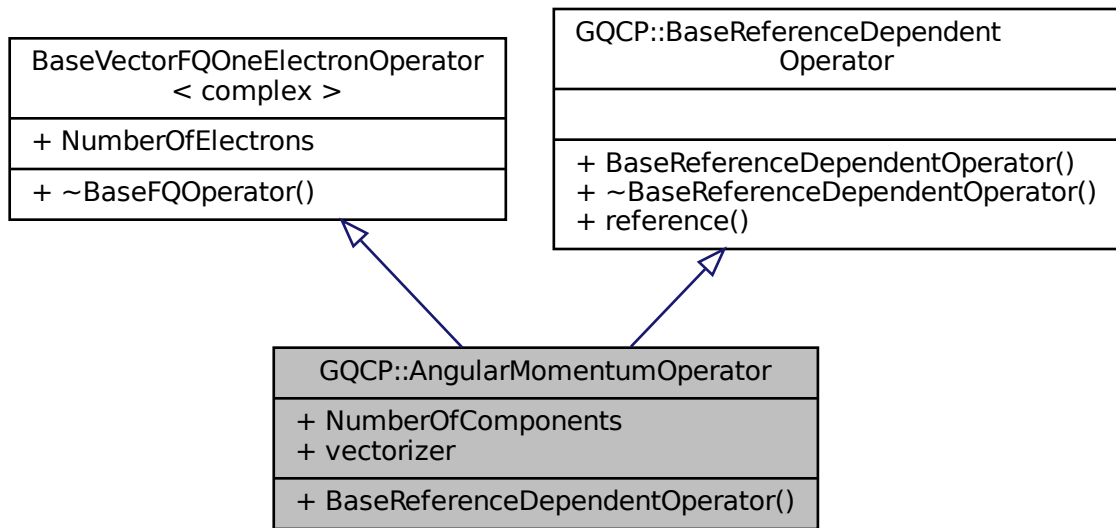 BaseVectorFQOneElectronOperator
< complex >
+ NumberOfElectrons
+ ~BaseFQOperator()
GQCP::BaseReferenceDependent
Operator
+ BaseReferenceDependentOperator()
+ ~BaseReferenceDependentOperator()
+ reference()
GQCP::AngularMomentumOperator
+ NumberOfComponents
+ vectorizer
+ BaseReferenceDependentOperator()